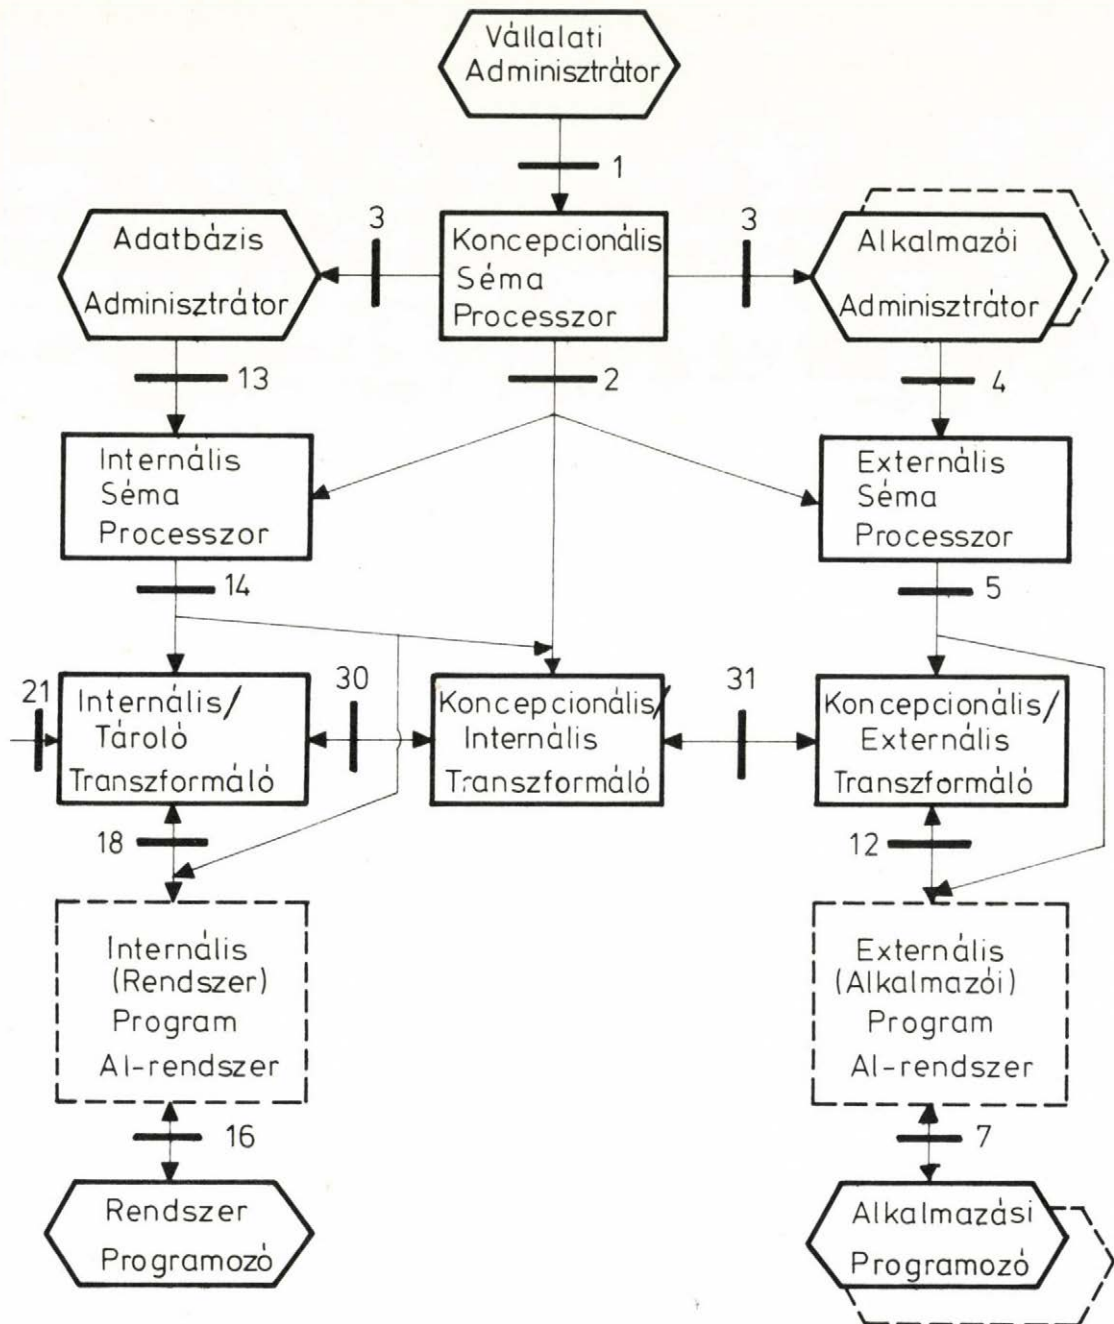 Vállalati
Adminisztrátor
1
Adatbázis
Adminisztrátor
3
Koncepcionális
Séma
Processzor
3
Alkalmazói
Adminisztrátor
13
2
4
Internális
Séma
Processzor
Externális
Séma
Processzor
14
5
21
Internális/
Tároló
Transzformáló
30
Koncepcionális/
Internális
Transzformáló
31
Koncepcionális/
Externális
Transzformáló
18
12
Internális
(Rendszer)
Program
Al-rendszer
Externális
(Alkalmazói)
Program
Al-rendszer
16
7
Rendszer
Programozó
Alkalmazási
Programozó